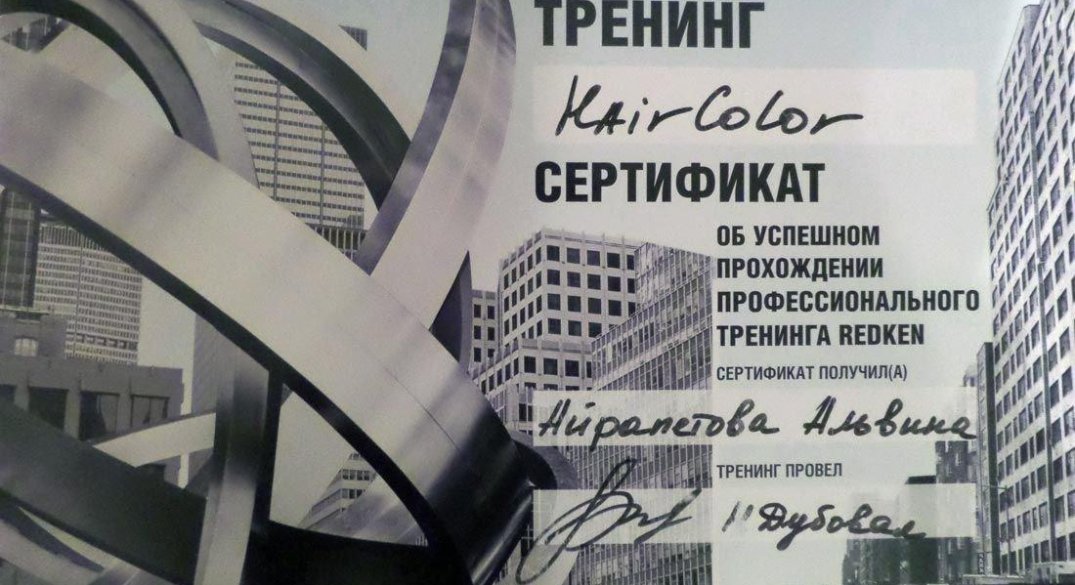 ТРЕНИНГ
HairColor
СЕРТИФИКАТ
ОБ УСПЕШНОМ
ПРОХОЖДЕНИИ
ПРОФЕССИОНАЛЬНОГО
ТРЕНИНГА REDKEN
СЕРТИФИКАТ ПОЛУЧИЛ(А)
Айрапетова Альвина
ТРЕНИНГ ПРОВЕЛ
Дубовая